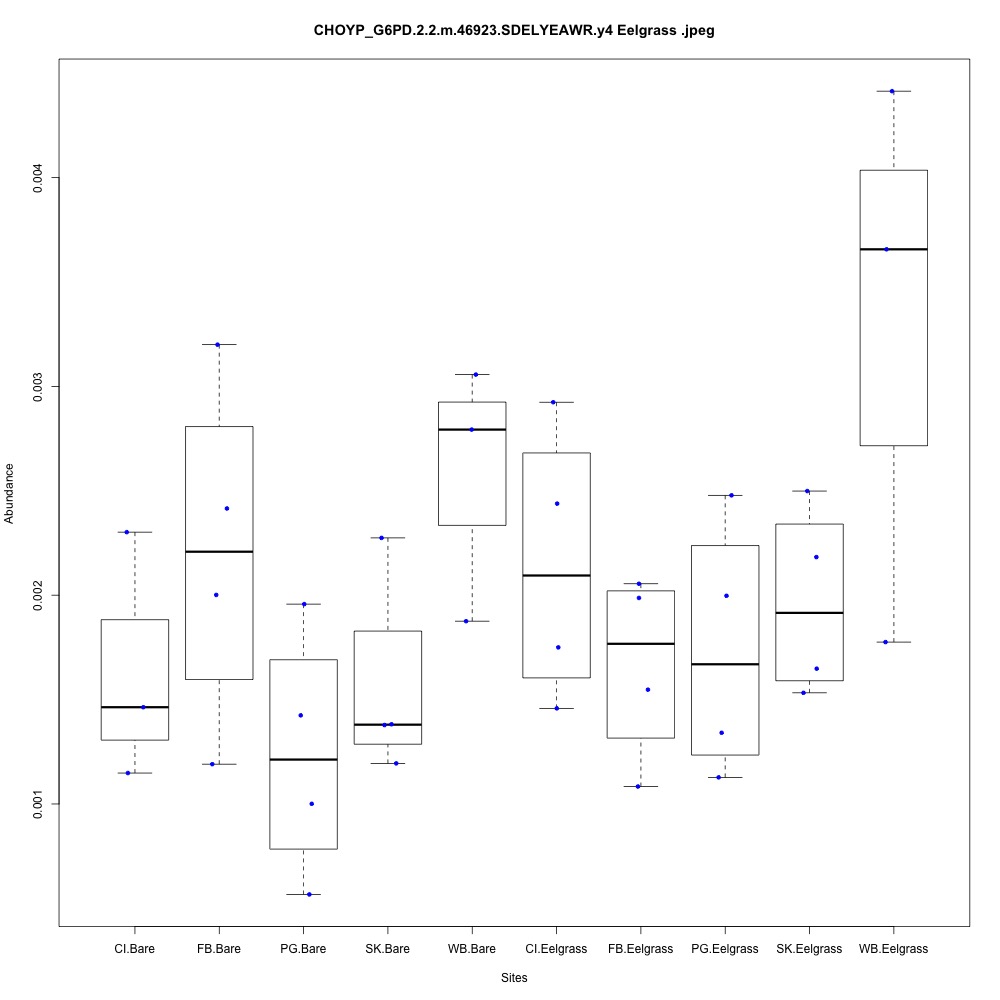 CHOYP_G6PD.2.2.m.46923.SDELYEAWR.y4 Eelgrass .jpeg
Abundance
0.004
0.003
0.002
0.001
CI.Bare FB.Bare PG.Bare SK.Bare WB.Bare CI.Eelgrass FB.Eelgrass PG.Eelgrass SK.Eelgrass WB.Eelgrass
Sites